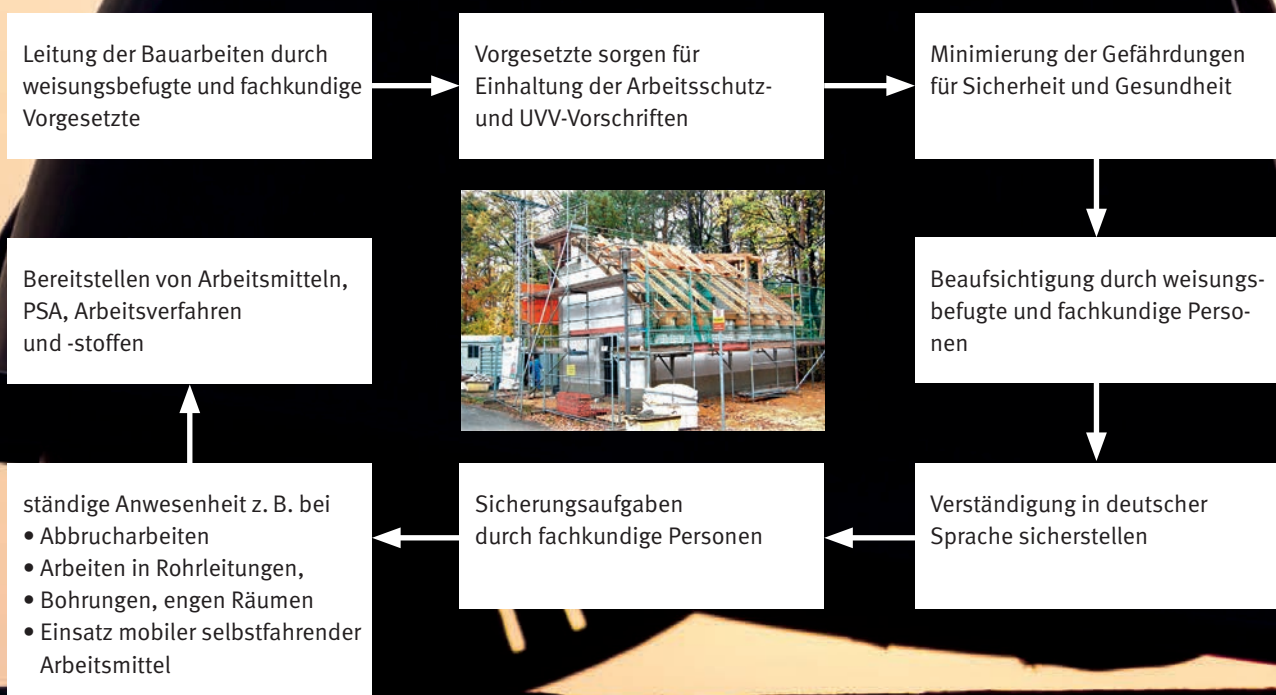 Leitung der Bauarbeiten durch
weisungsbefugte und fachkundige
Vorgesetzte
Vorgesetzte sorgen für
Einhaltung der Arbeitsschutz-
und UVV-Vorschriften
Minimierung der Gefährdungen
für Sicherheit und Gesundheit
Beaufsichtigung durch weisungs-
befugte und fachkundige Perso-
nen
Verständigung in deutscher
Sprache sicherstellen
Sicherungsaufgaben
durch fachkundige Personen
ständige Anwesenheit z. B. bei
• Abbrucharbeiten
• Arbeiten in Rohrleitungen,
• Bohrungen, engen Räumen
• Einsatz mobiler selbstfahrender
Arbeitsmittel
Bereitstellen von Arbeitsmitteln,
PSA, Arbeitsverfahren
und -stoffen